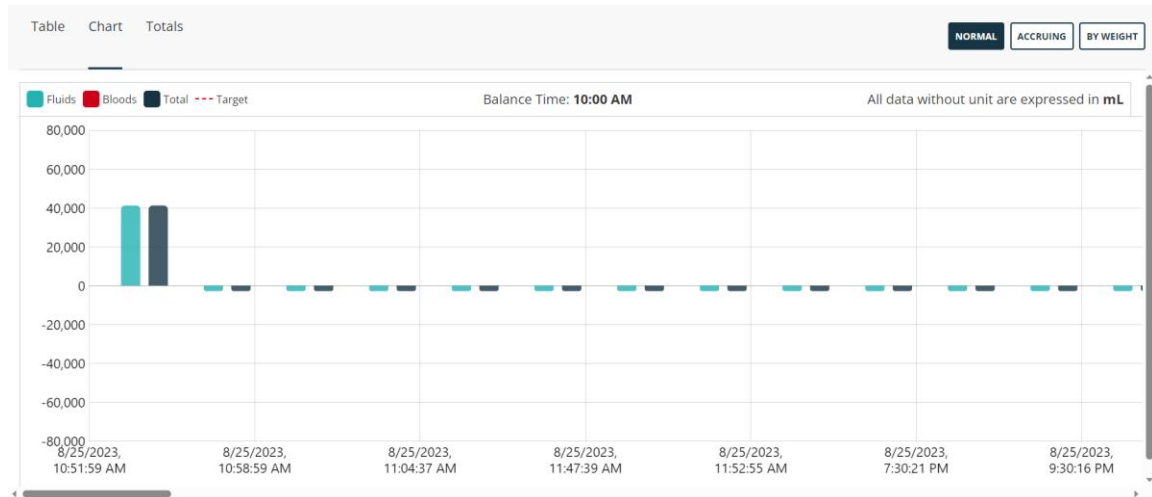 Table Chart Totals
NORMAL ACCRUING BY WEIGHT
Fluids Bloods Total Target
Balance Time: 10:00 AM
All data without unit are expressed in mL
80,000
60,000
40,000
20,000
0
-20,000
-40,000
-60,000
-80,000
8/25/2023,
10:51:59 AM
8/25/2023,
10:58:59 AM
8/25/2023,
11:04:37 AM
8/25/2023,
11:47:39 AM
8/25/2023,
11:52:55 AM
8/25/2023,
7:30:21 PM
8/25/2023,
9:30:16 PM